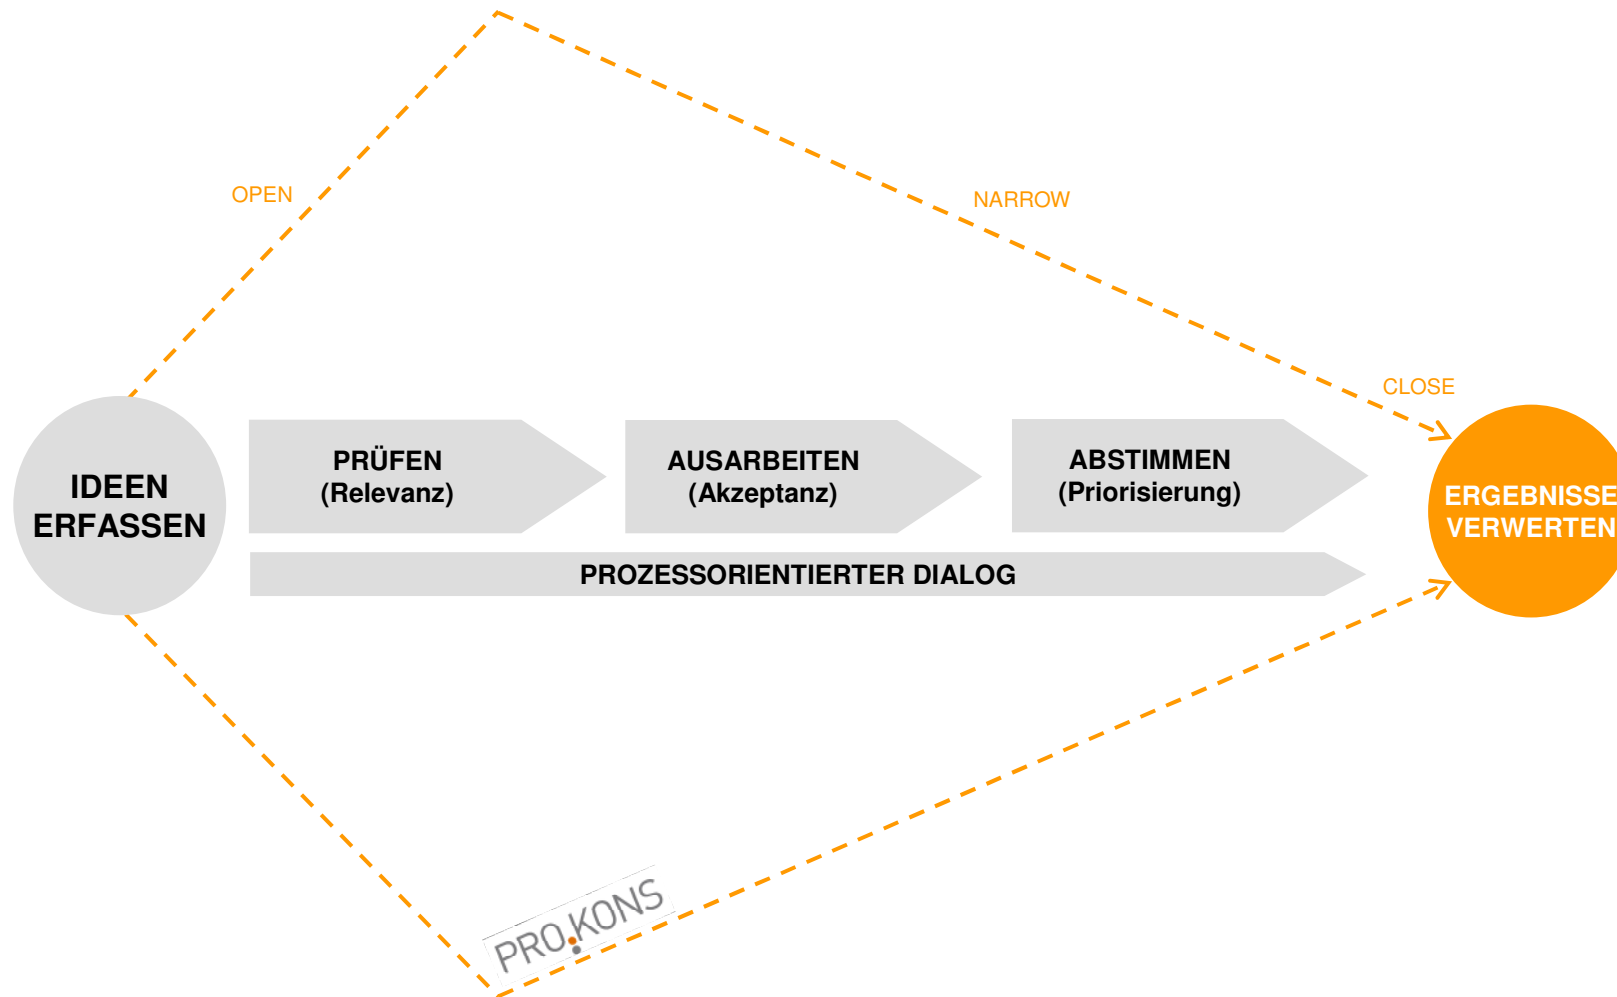 OPEN
NARROW
CLOSE
IDEEN
ERFASSEN
PRÜFEN
(Relevanz)
AUSARBEITEN
(Akzeptanz)
ABSTIMMEN
(Priorisierung)
ERGEBNISSE
VERWERTEN
PROZESSORIENTIERTER DIALOG
PRO KONS